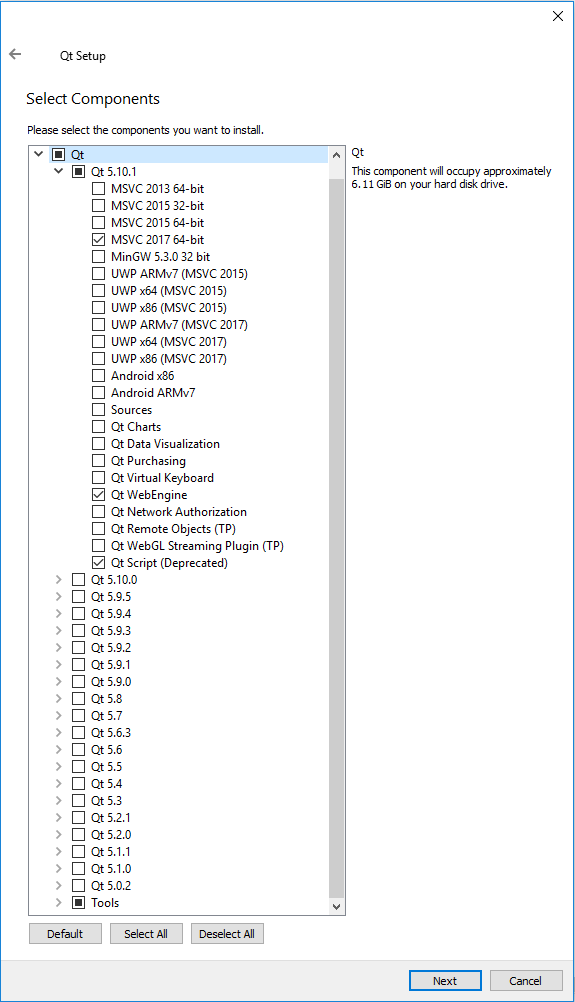 Qt Setup
Select Components
Please select the components you want to install.
Qt
Qt 5.10.1
MSVC 2013 64-bit
MSVC 2015 32-bit
MSVC 2015 64-bit
MSVC 2017 64-bit
MinGW 5.3.0 32 bit
UWP ARMv7 (MSVC 2015)
UWP x64 (MSVC 2015)
UWP x86 (MSVC 2015)
UWP ARMv7 (MSVC 2017)
UWP x64 (MSVC 2017)
UWP x86 (MSVC 2017)
Android x86
Android ARMv7
Sources
Qt Charts
Qt Data Visualization
Qt Purchasing
Qt Virtual Keyboard
Qt WebEngine
Qt Network Authorization
Qt Remote Objects (TP)
Qt WebGL Streaming Plugin (TP)
Qt Script (Deprecated)
Qt 5.10.0
Qt 5.9.5
Qt 5.9.4
Qt 5.9.3
Qt 5.9.2
Qt 5.9.1
Qt 5.9.0
Qt 5.8
Qt 5.7
Qt 5.6.3
Qt 5.6
Qt 5.5
Qt 5.4
Qt 5.3
Qt 5.2.1
Qt 5.2.0
Qt 5.1.1
Qt 5.1.0
Qt 5.0.2
Tools
Qt
This component will occupy approximately
6.11 GiB on your hard disk drive.
Default
Select All
Deselect All
Next
Cancel